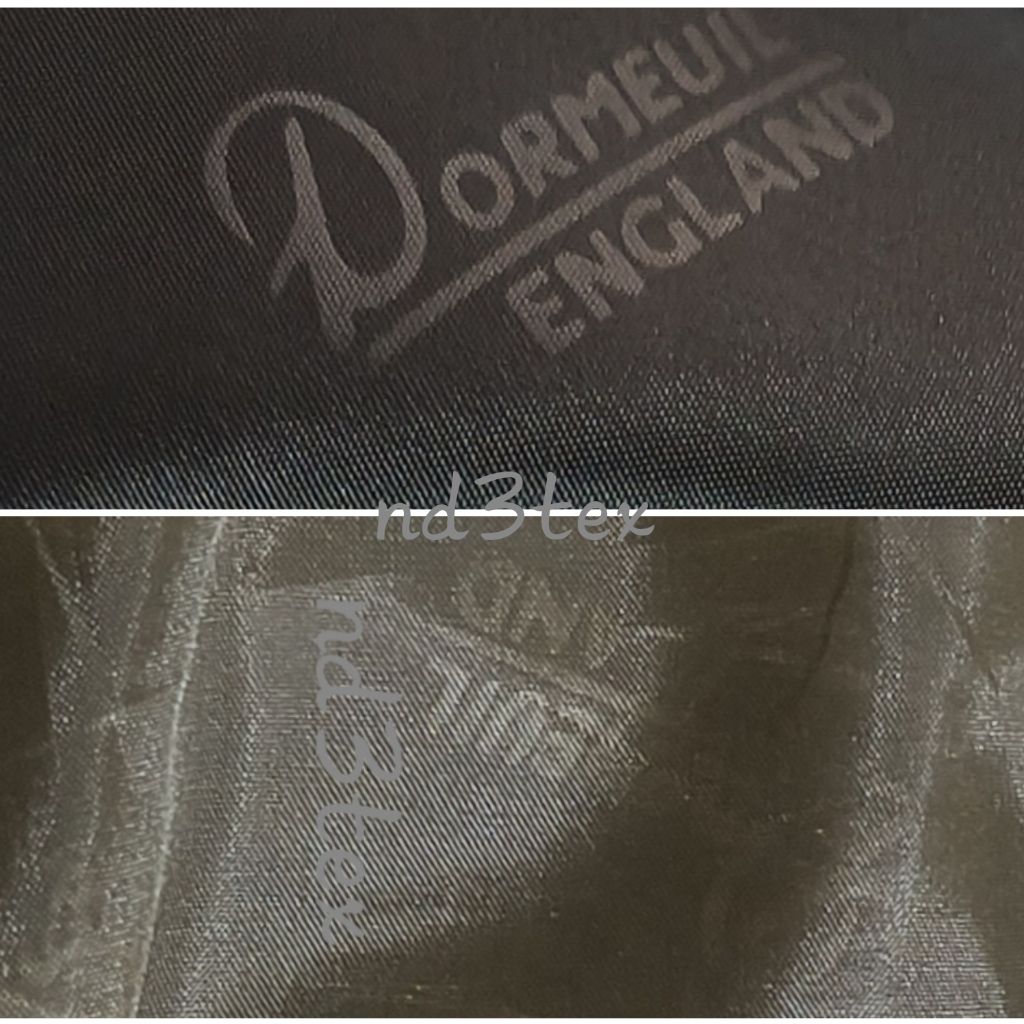 DORMEUIL
ENGLAND
nd3tex
nd3tex